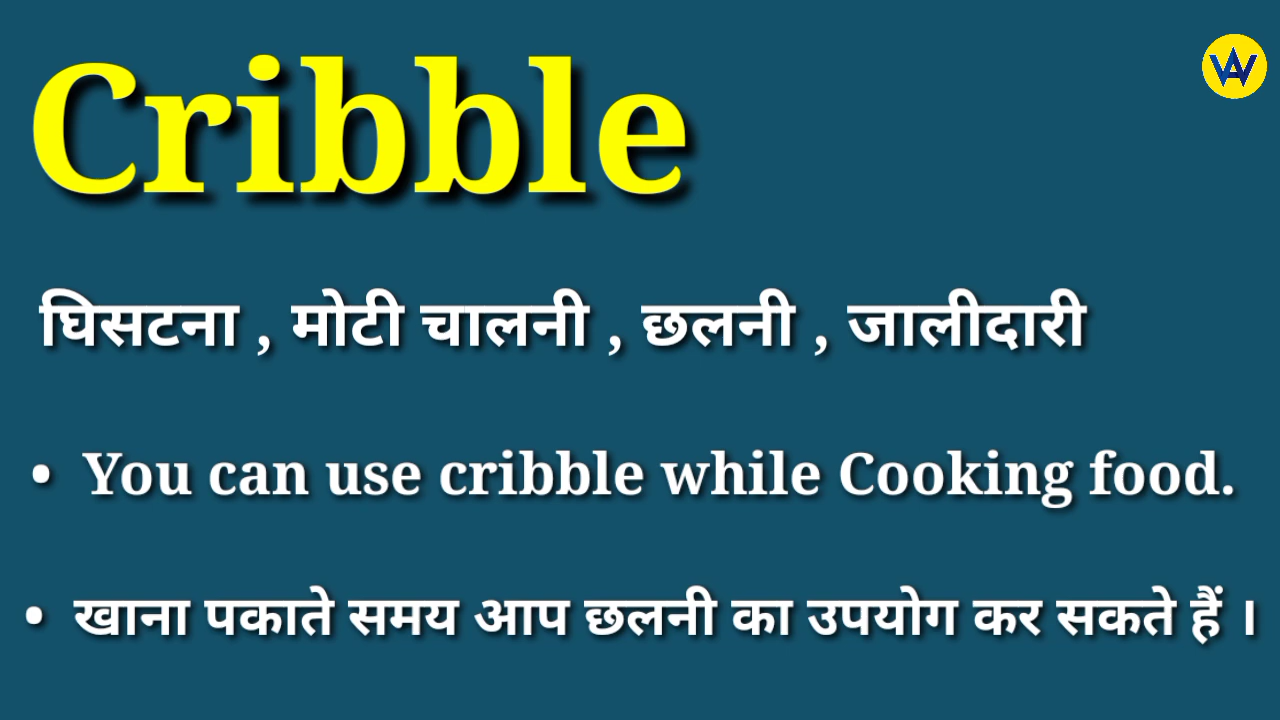 Cribble
घिसटना , मोटी चालनी , छलनी , जालीदारी
• You can use cribble while Cooking food.
• खाना पकाते समय आप छलनी का उपयोग कर सकते हैं ।